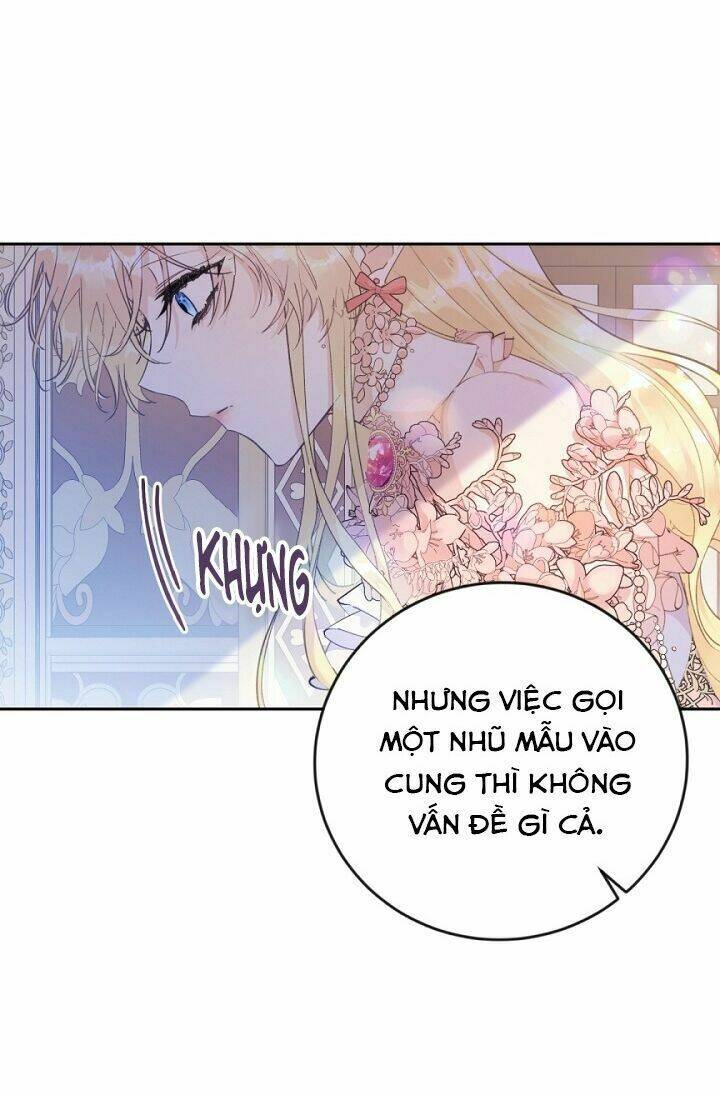 KHỰNG
NHƯNG VIỆC GỌI
MỘT NHŨ MẪU VÀO
CUNG THÌ KHÔNG
VẤN ĐỀ GÌ CẢ.